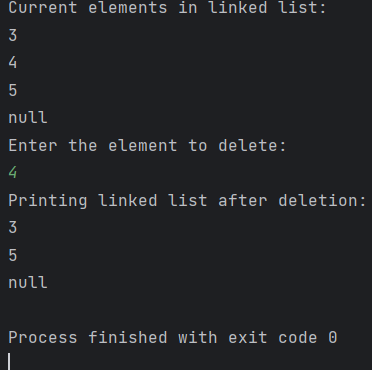 Current elements in linked list:
3
4
5
null
Enter the element to delete:
4
Printing linked list after deletion:
3
5
null
Process finished with exit code 0